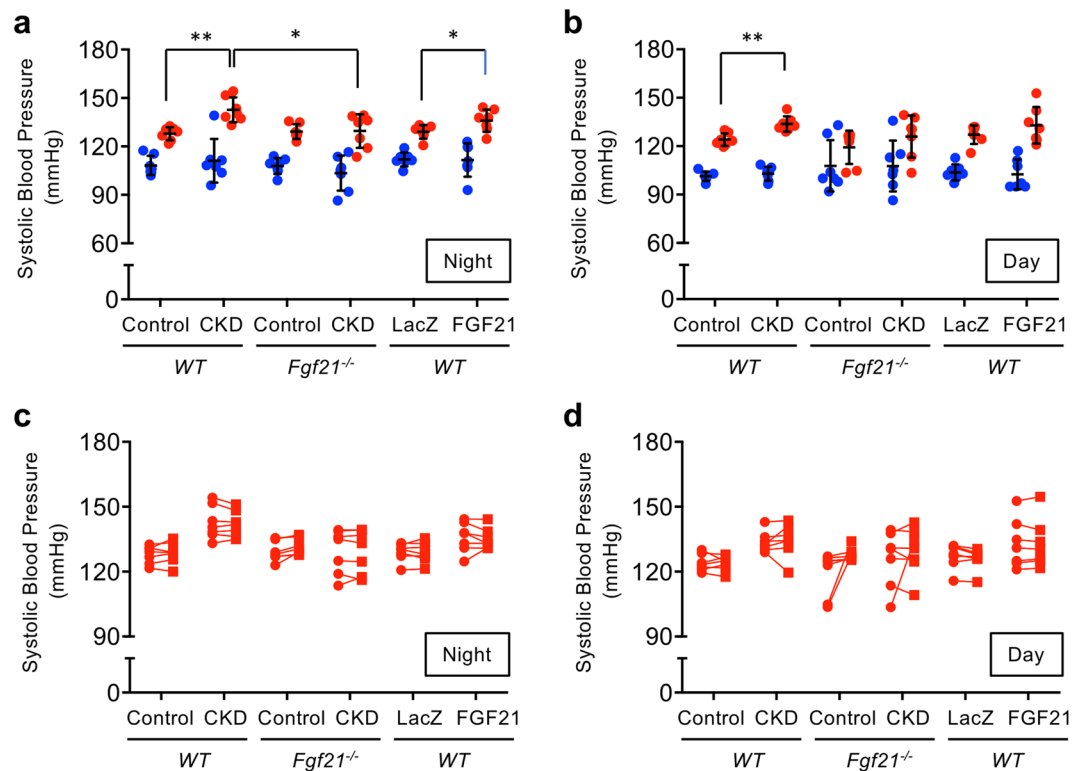 a
180
150
120
90
60
0
Systolic Blood Pressure
(mmHg)
**
*
*
Night
Control CKD Control CKD LacZ FGF21
WT Fgf21-/- WT
b
180
150
120
90
60
0
Systolic Blood Pressure
(mmHg)
**
Day
Control CKD Control CKD LacZ FGF21
WT Fgf21-/- WT
c
180
150
120
90
0
Systolic Blood Pressure
(mmHg)
Night
Control CKD Control CKD LacZ FGF21
WT Fgf21-/- WT
d
180
150
120
90
0
Systolic Blood Pressure
(mmHg)
Day
Control CKD Control CKD LacZ FGF21
WT Fgf21-/- WT